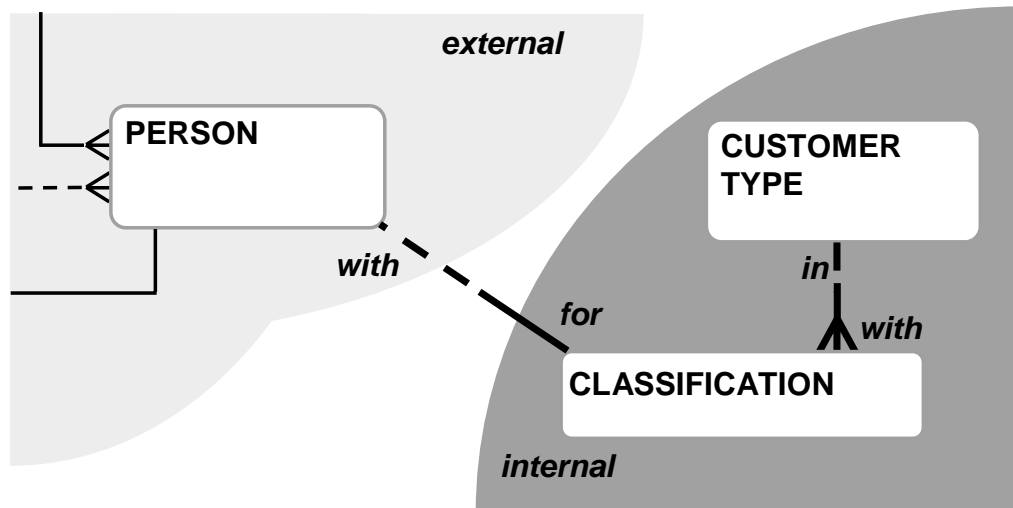 external
PERSON
CUSTOMER
TYPE
with
in
for
with
CLASSIFICATION
internal